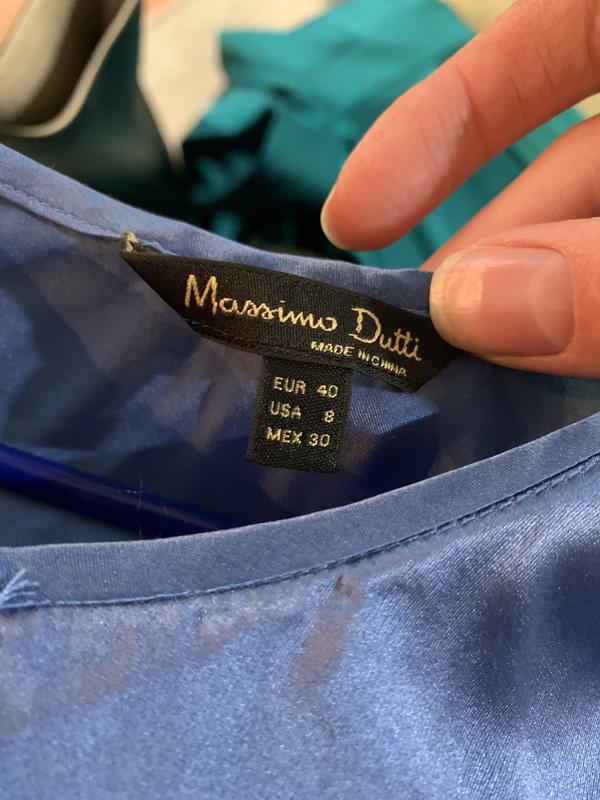 Massimo Dutti
MADE IN CHINA
EUR 40
USA 8
MEX 30